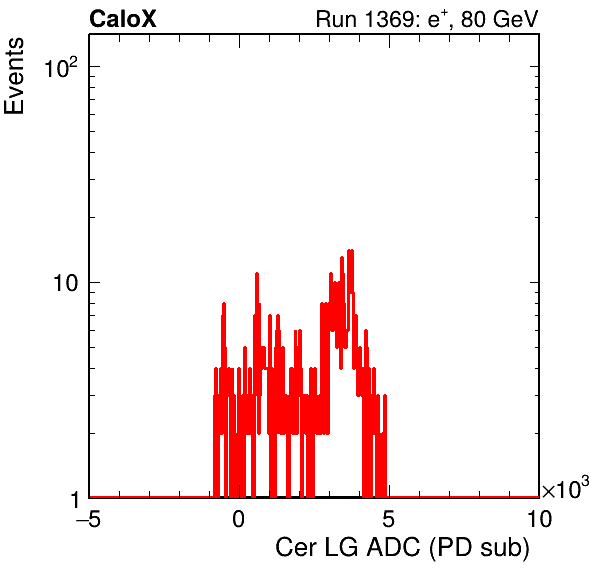 CaloX Run 1369: e⁺, 80 GeV
Events
10²
10
1
−5 0 5 10
×10³
Cer LG ADC (PD sub)